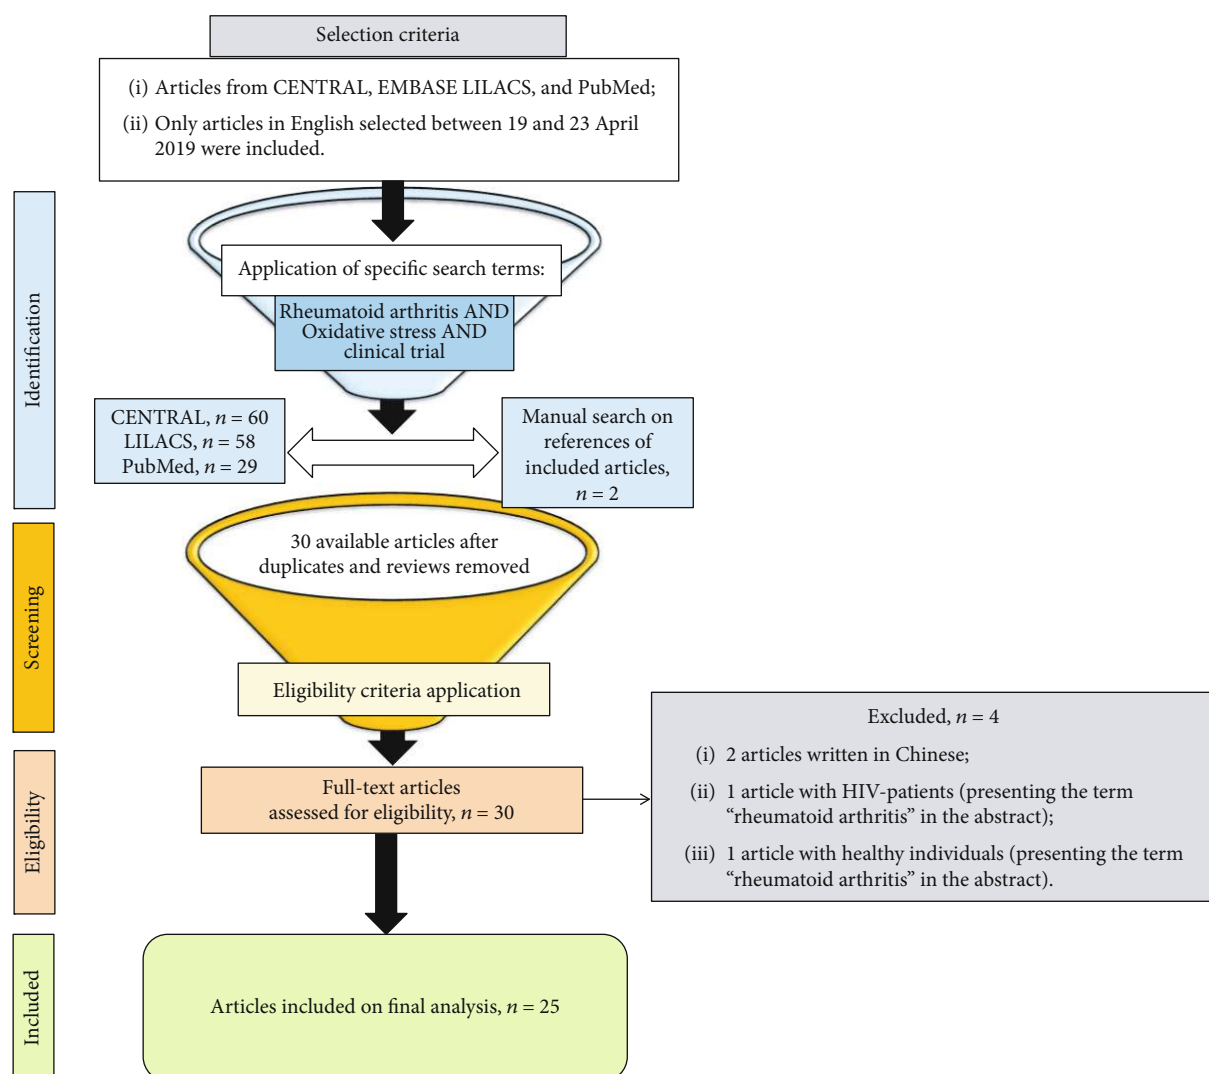 Selection criteria
(i) Articles from CENTRAL, EMBASE LILACS, and PubMed;
(ii) Only articles in English selected between 19 and 23 April
2019 were included.
Identification
Application of specific search terms:
Rheumatoid arthritis AND
Oxidative stress AND
clinical trial
CENTRAL, n = 60
LILACS, n = 58
PubMed, n = 29
Manual search on
references of
included articles,
n = 2
Screening
30 available articles after
duplicates and reviews removed
Eligibility criteria application
Eligibility
Full-text articles
assessed for eligibility, n = 30
Excluded, n = 4
(i) 2 articles written in Chinese;
(ii) 1 article with HIV-patients (presenting the term
“rheumatoid arthritis” in the abstract);
(iii) 1 article with healthy individuals (presenting the term
“rheumatoid arthritis” in the abstract).
Included
Articles included on final analysis, n = 25